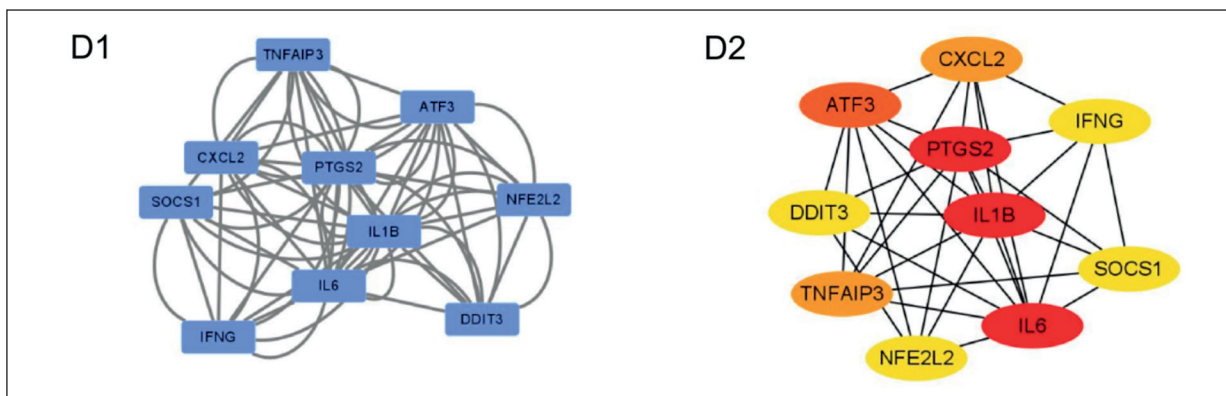 D1
TNFAIP3
ATF3
CXCL2
PTGS2
SOCS1
NFE2L2
IL1B
IL6
DDIT3
IFNG
D2
CXCL2
ATF3
IFNG
PTGS2
DDIT3
IL1B
SOCS1
TNFAIP3
IL6
NFE2L2